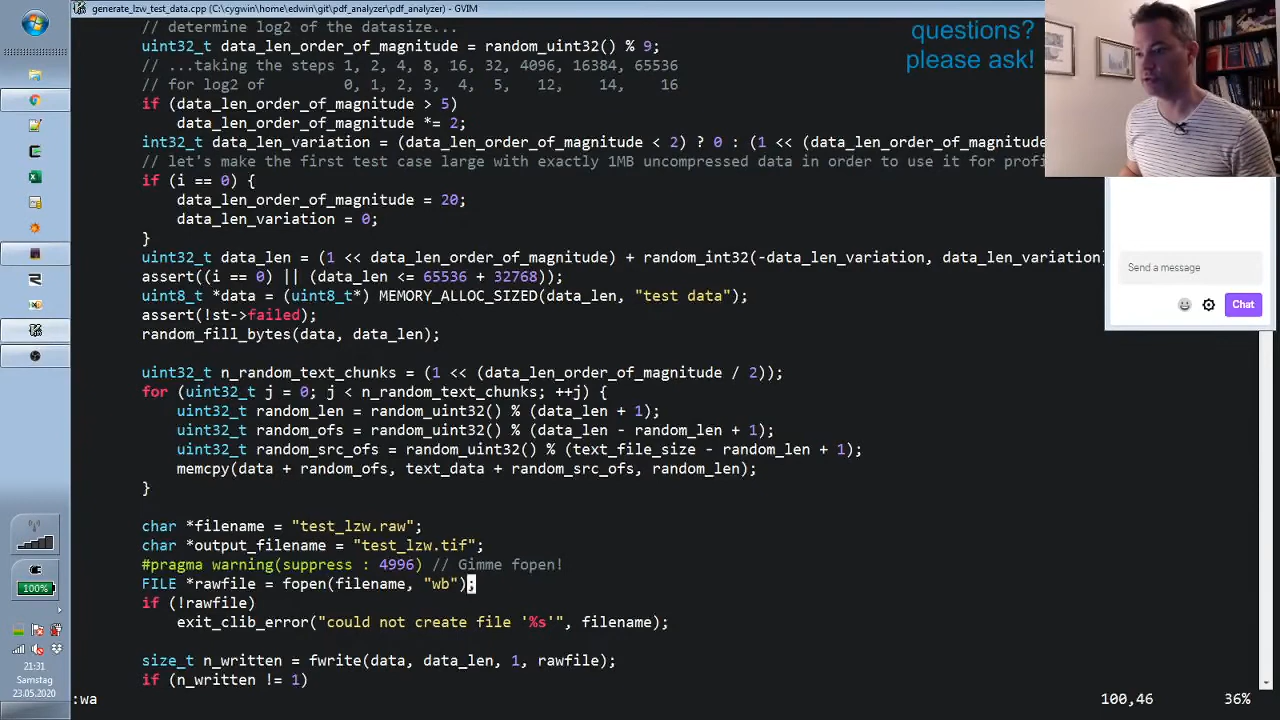 generate_lzw_test_data.cpp (C:\cygwin\home\edwin\git\pdf_analyzer\pdf_analyzer) - GVIM
// determine log2 of the datasize...
uint32_t data_len_order_of_magnitude = random_uint32() % 9;
// ...taking the steps 1, 2, 4, 8, 16, 32, 4096, 16384, 65536
// for log2 of 0, 1, 2, 3, 4, 5, 12, 14, 16
if (data_len_order_of_magnitude > 5)
data_len_order_of_magnitude *= 2;
int32_t data_len_variation = (data_len_order_of_magnitude < 2) ? 0 : (1 << (data_len_order_of_magnitude
// let's make the first test case large with exactly 1MB uncompressed data in order to use it for profi
if (i == 0) {
data_len_order_of_magnitude = 20;
data_len_variation = 0;
}
uint32_t data_len = (1 << data_len_order_of_magnitude) + random_int32(-data_len_variation, data_len_variation)
assert((i == 0) || (data_len <= 65536 + 32768));
uint8_t *data = (uint8_t*) MEMORY_ALLOC_SIZED(data_len, "test data");
assert(!st->failed);
random_fill_bytes(data, data_len);
uint32_t n_random_text_chunks = (1 << (data_len_order_of_magnitude / 2));
for (uint32_t j = 0; j < n_random_text_chunks; ++j) {
uint32_t random_len = random_uint32() % (data_len + 1);
uint32_t random_ofs = random_uint32() % (data_len - random_len + 1);
uint32_t random_src_ofs = random_uint32() % (text_file_size - random_len + 1);
memcpy(data + random_ofs, text_data + random_src_ofs, random_len);
}
char *filename = "test_lzw.raw";
char *output_filename = "test_lzw.tif";
#pragma warning(suppress : 4996) // Gimme fopen!
FILE *rawfile = fopen(filename, "wb");
if (!rawfile)
exit_clib_error("could not create file '%s'", filename);
size_t n_written = fwrite(data, data_len, 1, rawfile);
if (n_written != 1)
:wa
100,46
36%
questions?
please ask!
Send a message
Chat
100%
21:31
Samstag
23.05.2020